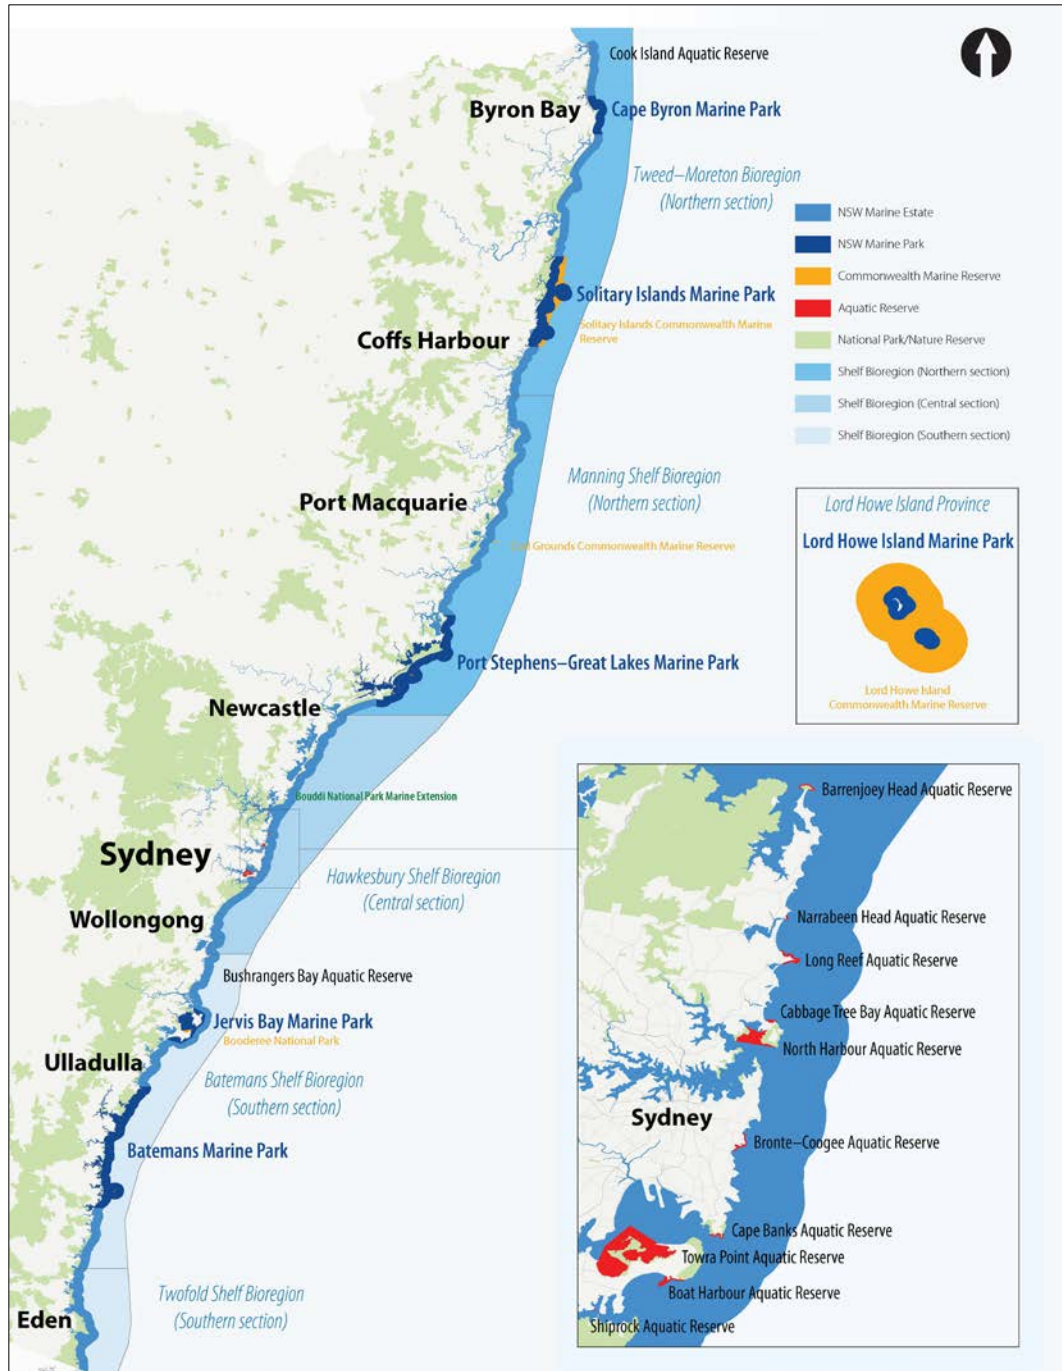 Cook Island Aquatic Reserve
Byron Bay
Cape Byron Marine Park
Tweed–Moreton Bioregion
(Northern section)
Solitary Islands Marine Park
Solitary Islands Commonwealth Marine
Reserve
Coffs Harbour
Manning Shelf Bioregion
(Northern section)
Port Macquarie
Grounds Commonwealth Marine Reserve
Port Stephens–Great Lakes Marine Park
Newcastle
Bouddi National Park Marine Extension
Sydney
Hawkesbury Shelf Bioregion
(Central section)
Wollongong
Bushrangers Bay Aquatic Reserve
Jervis Bay Marine Park
Booderee National Park
Ulladulla
Batemans Shelf Bioregion
(Southern section)
Batemans Marine Park
Twofold Shelf Bioregion
(Southern section)
Eden
NSW Marine Estate
NSW Marine Park
Commonwealth Marine Reserve
Aquatic Reserve
National Park/Nature Reserve
Shelf Bioregion (Northern section)
Shelf Bioregion (Central section)
Shelf Bioregion (Southern section)
Lord Howe Island Province
Lord Howe Island Marine Park
Lord Howe Island
Commonwealth Marine Reserve
Barrenjoey Head Aquatic Reserve
Narrabeen Head Aquatic Reserve
Long Reef Aquatic Reserve
Cabbage Tree Bay Aquatic Reserve
North Harbour Aquatic Reserve
Sydney
Bronte–Coogee Aquatic Reserve
Cape Banks Aquatic Reserve
Towra Point Aquatic Reserve
Boat Harbour Aquatic Reserve
Shiprock Aquatic Reserve